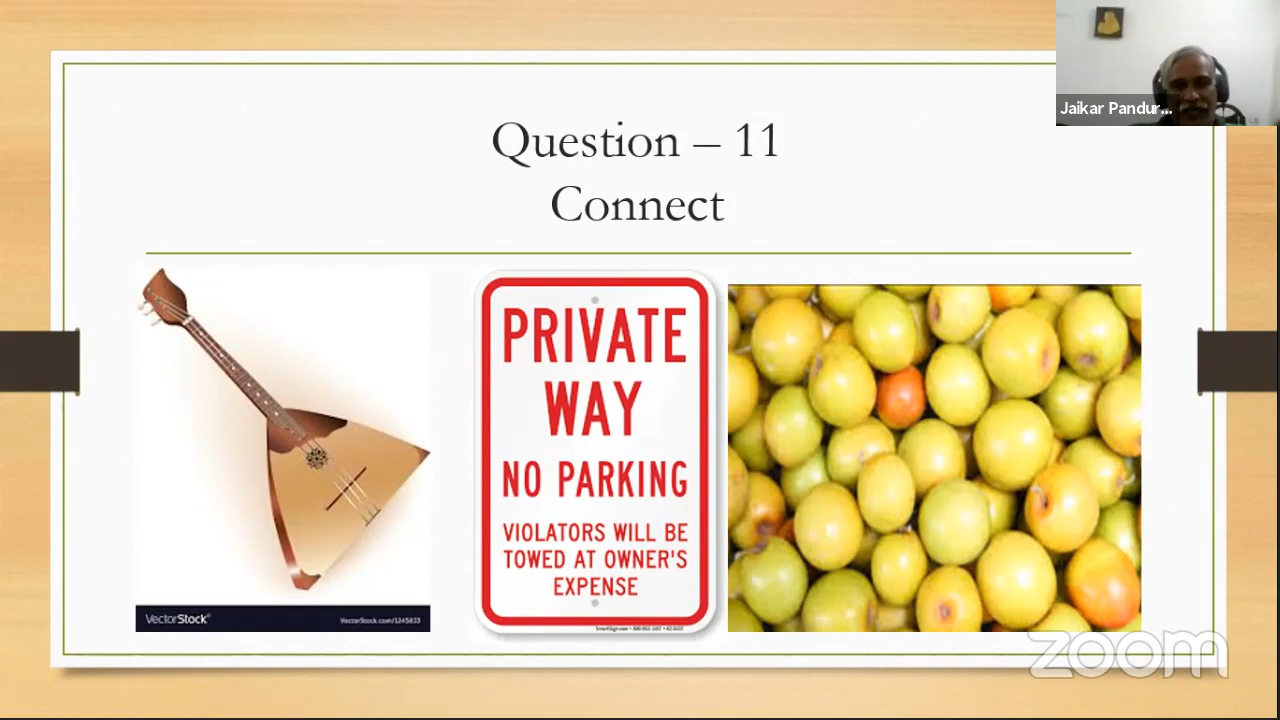 Jaikar Pandur...
Question – 11
Connect
PRIVATE
WAY
NO PARKING
VIOLATORS WILL BE
TOWED AT OWNER'S
EXPENSE
VectorStock®
VectorStock.com/1245833
zoom